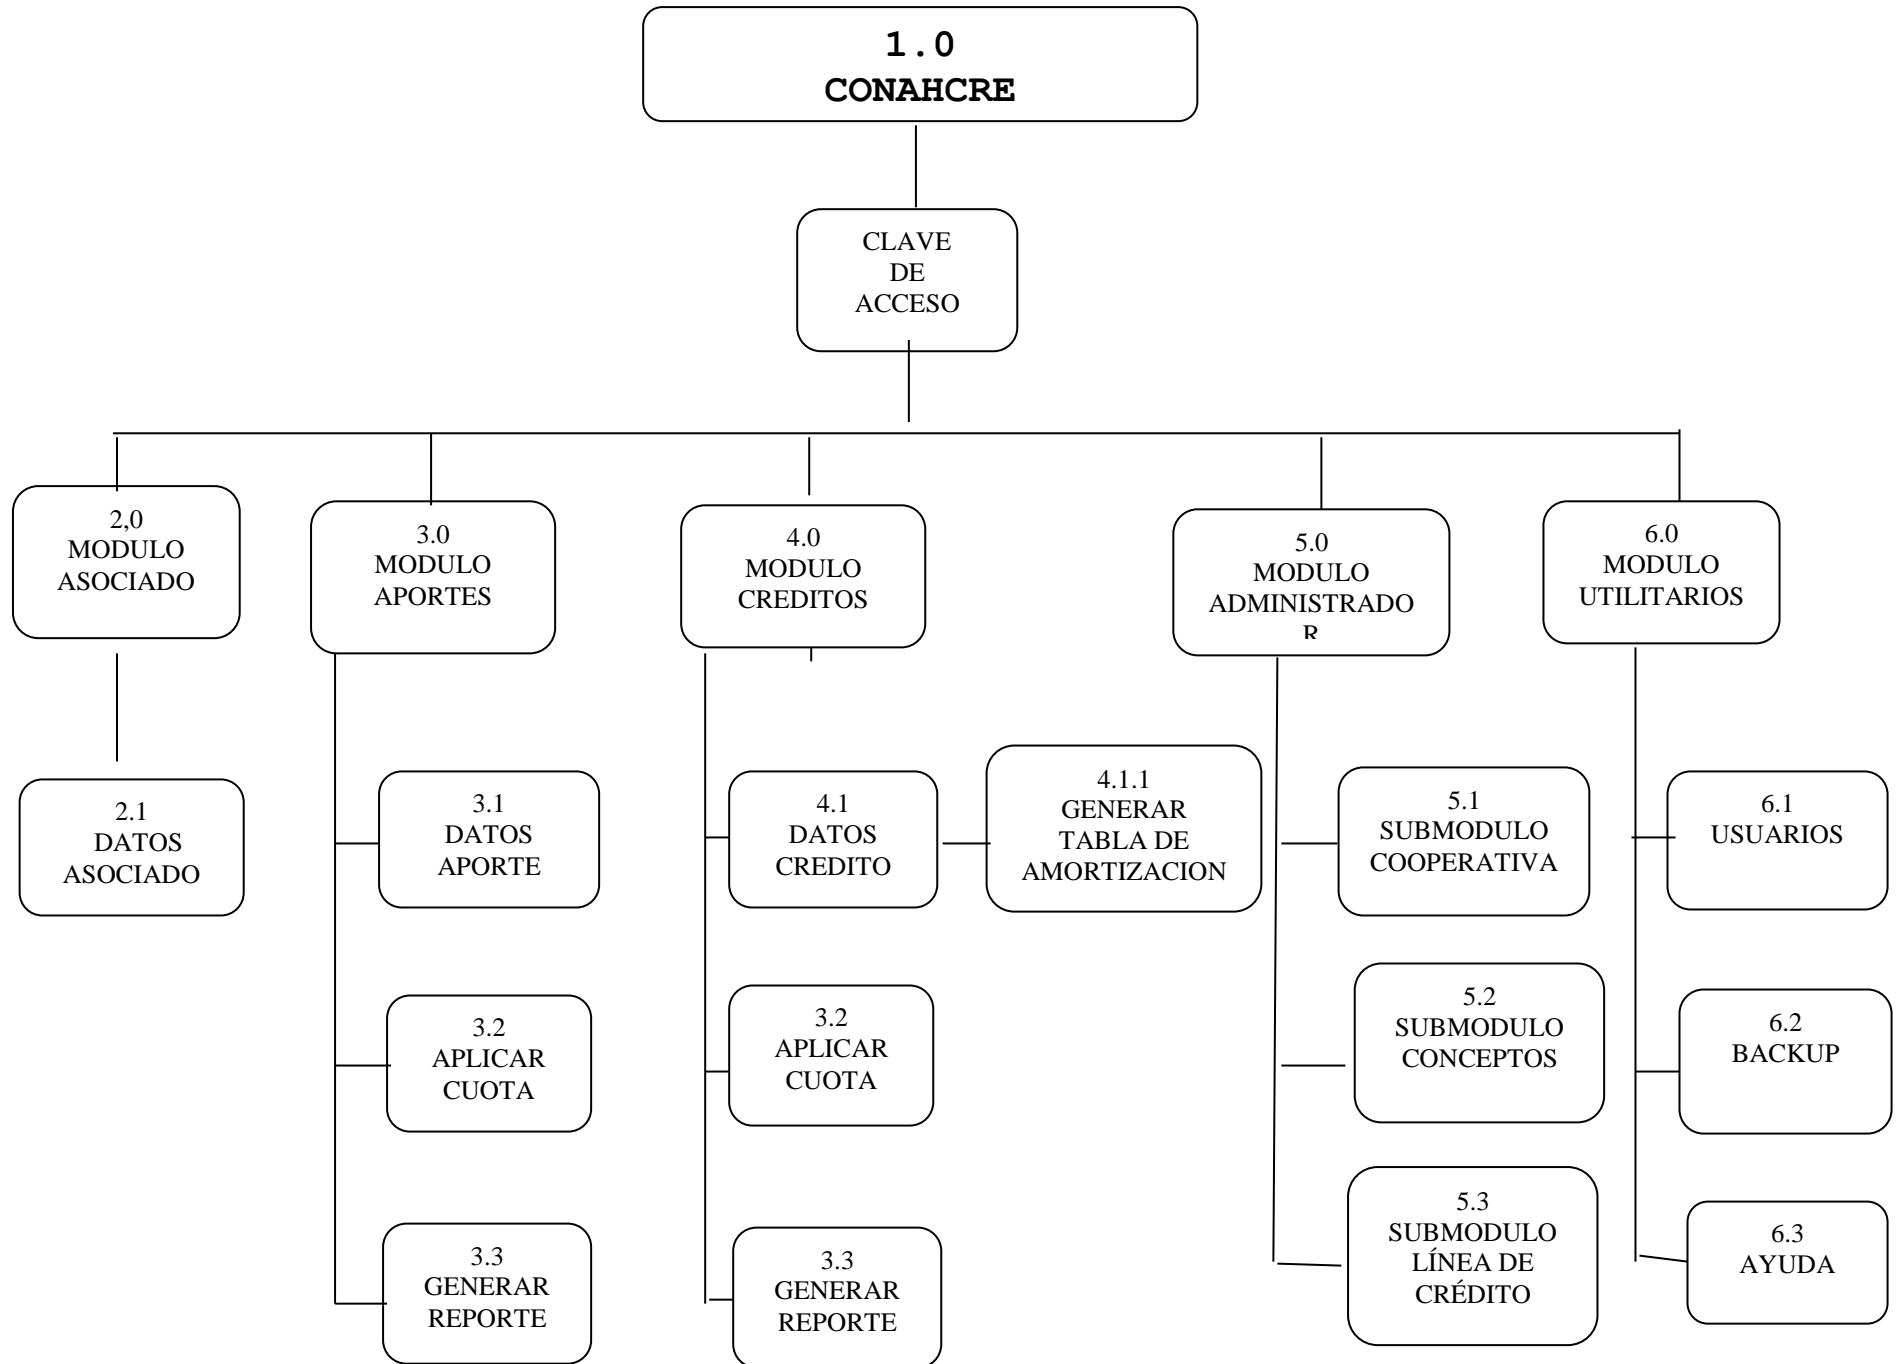 1.0
CONAHCRE
CLAVE
DE
ACCESO
2,0
MODULO
ASOCIADO
3.0
MODULO
APORTES
4.0
MODULO
CREDITOS
5.0
MODULO
ADMINISTRADO
R
6.0
MODULO
UTILITARIOS
2.1
DATOS
ASOCIADO
3.1
DATOS
APORTE
4.1
DATOS
CREDITO
4.1.1
GENERAR
TABLA DE
AMORTIZACION
5.1
SUBMODULO
COOPERATIVA
6.1
USUARIOS
3.2
APLICAR
CUOTA
3.2
APLICAR
CUOTA
5.2
SUBMODULO
CONCEPTOS
6.2
BACKUP
3.3
GENERAR
REPORTE
3.3
GENERAR
REPORTE
5.3
SUBMODULO
LÍNEA DE
CRÉDITO
6.3
AYUDA